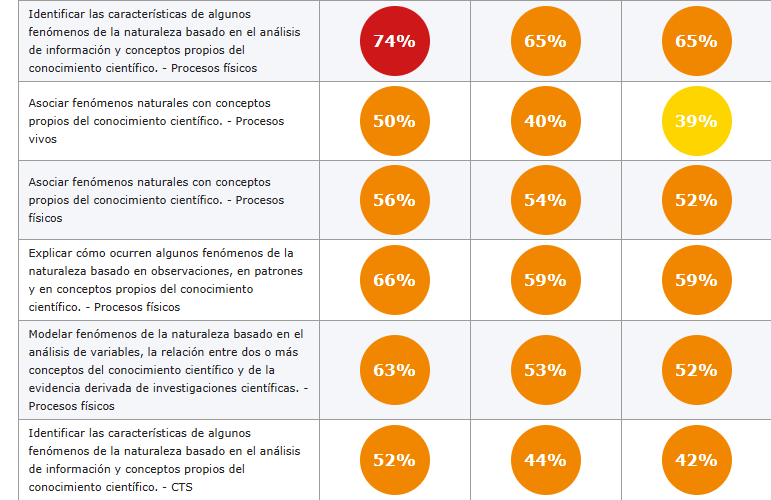 Identificar las características de algunos
fenómenos de la naturaleza basado en el análisis
de información y conceptos propios del
conocimiento científico. - Procesos físicos
74% 65% 65%
Asociar fenómenos naturales con conceptos
propios del conocimiento científico. - Procesos
vivos
50% 40% 39%
Asociar fenómenos naturales con conceptos
propios del conocimiento científico. - Procesos
físicos
56% 54% 52%
Explicar cómo ocurren algunos fenómenos de la
naturaleza basado en observaciones, en patrones
y en conceptos propios del conocimiento
científico. - Procesos físicos
66% 59% 59%
Modelar fenómenos de la naturaleza basado en el
análisis de variables, la relación entre dos o más
conceptos del conocimiento científico y de la
evidencia derivada de investigaciones científicas. -
Procesos físicos
63% 53% 52%
Identificar las características de algunos
fenómenos de la naturaleza basado en el análisis
de información y conceptos propios del
conocimiento científico. - CTS
52% 44% 42%